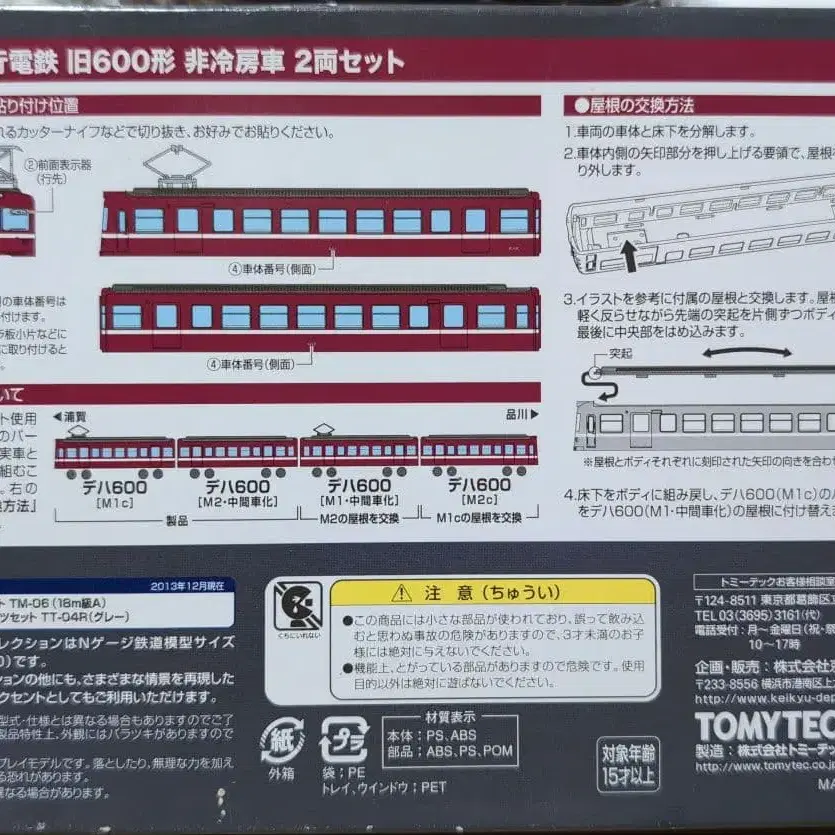 行電鉄 旧600形 非冷房車 2両セット
貼り付け位置
れるカッターナイフなどで切り抜き、お好みでお貼りください。
②前面表示器
(行先)
④車体番号(側面)
④車体番号(側面)
の車体番号は
付けます。
ラ板小片などに
に取り付けると
いて
ト使用
のパー
実車と
組むこ
。右の
換方法」
◀浦賀
品川▶
デハ600
[M1c]
デハ600
[M2・中間車化]
デハ600
[M1・中間車化]
デハ600
[M2c]
製品
M2の屋根を交換
M1cの屋根を交換
●屋根の交換方法
1.車両の車体と床下を分解します。
2.車体内側の矢印部分を押し上げる要領で、屋根を
り外します。
3.イラストを参考に付属の屋根と交換します。屋根
軽く反らせながら先端の突起を片側ずつボディ
最後に中央部をはめ込みます。
突起
※屋根とボディそれぞれに刻印された矢印の向きを合わせ
4.床下をボディに組み戻し、デハ600(M1c)のパ
をデハ600(M1・中間車化)の屋根に付け替えま
2013年12月現在
ト TM-06(18m級A)
ツセット TT-04R(グレー)
レクションはNゲージ鉄道模型サイズ
0)です。
ションの他にも、さまざまな情景を再現した
クセントとしてもご利用いただけます。
型式・仕様とは異なる場合もありますのでご了
製品特性上、外観にはバラツキがありますので
プレイモデルです。落としたり、無理な力を加え
る恐れがあります。
異なる場合があります。
くちにいれない
注 意(ちゅうい)
●この商品には小さな部品が使われており、誤って飲み込
むと思わぬ事故の危険がありますので、3才未満のお子
様には絶対に与えないでください。
●機能上、とがっている部品がありますので危険です。使用
目的以外は絶対に遊ばないでください。
紙
外箱
プラ
袋:PE
トレイ、ウインドウ:PET
材質表示
本体:PS、ABS
部品:ABS、PS、POM
対象年齢
15才以上
トミーテックお客様相談室
〒124-8511 東京都葛飾区立
TEL 03(3695)3161(代)
電話受付:月〜金曜日(祝・祭
10〜17時
企画・販売:株式会社京
〒233-8556 横浜市港南区上大
http://www.keikyu-dep
TOMYTEC
製造:株式会社トミーテッ
http://www.tomytec.co.jp
MA